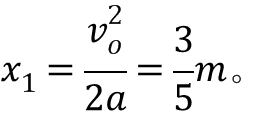 x₁ = v₀²/2a = 3/5 m。